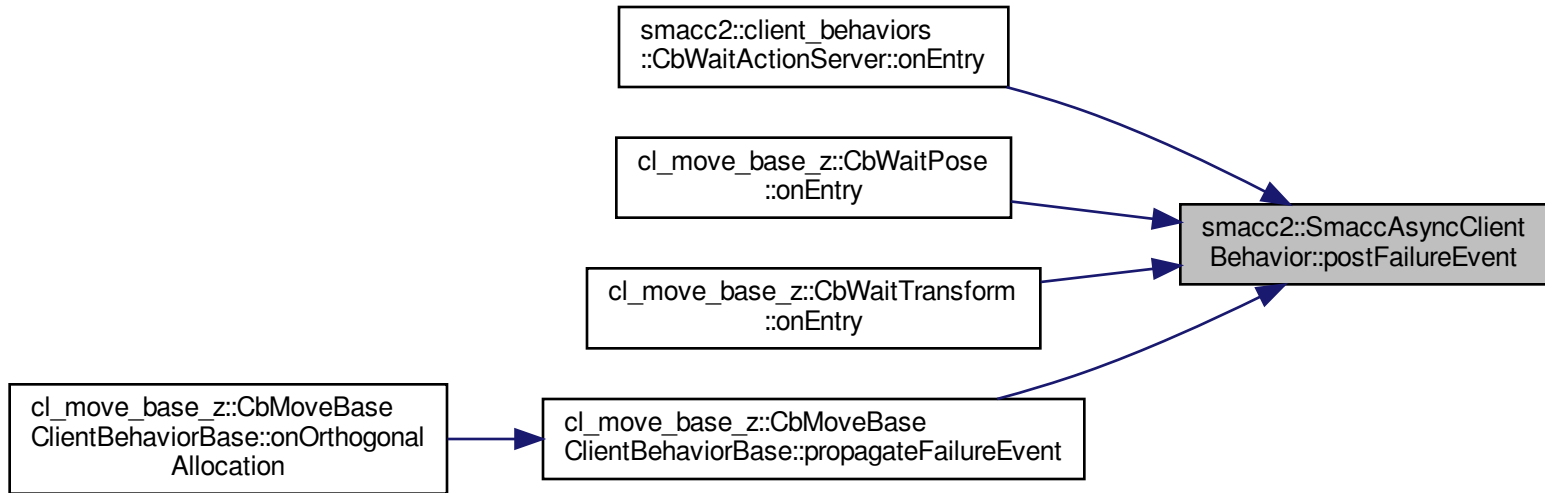 smacc2::client_behaviors
::CbWaitActionServer::onEntry
cl_move_base_z::CbWaitPose
::onEntry
smacc2::SmaccAsyncClient
Behavior::postFailureEvent
cl_move_base_z::CbWaitTransform
::onEntry
cl_move_base_z::CbMoveBase
ClientBehaviorBase::onOrthogonal
Allocation
cl_move_base_z::CbMoveBase
ClientBehaviorBase::propagateFailureEvent